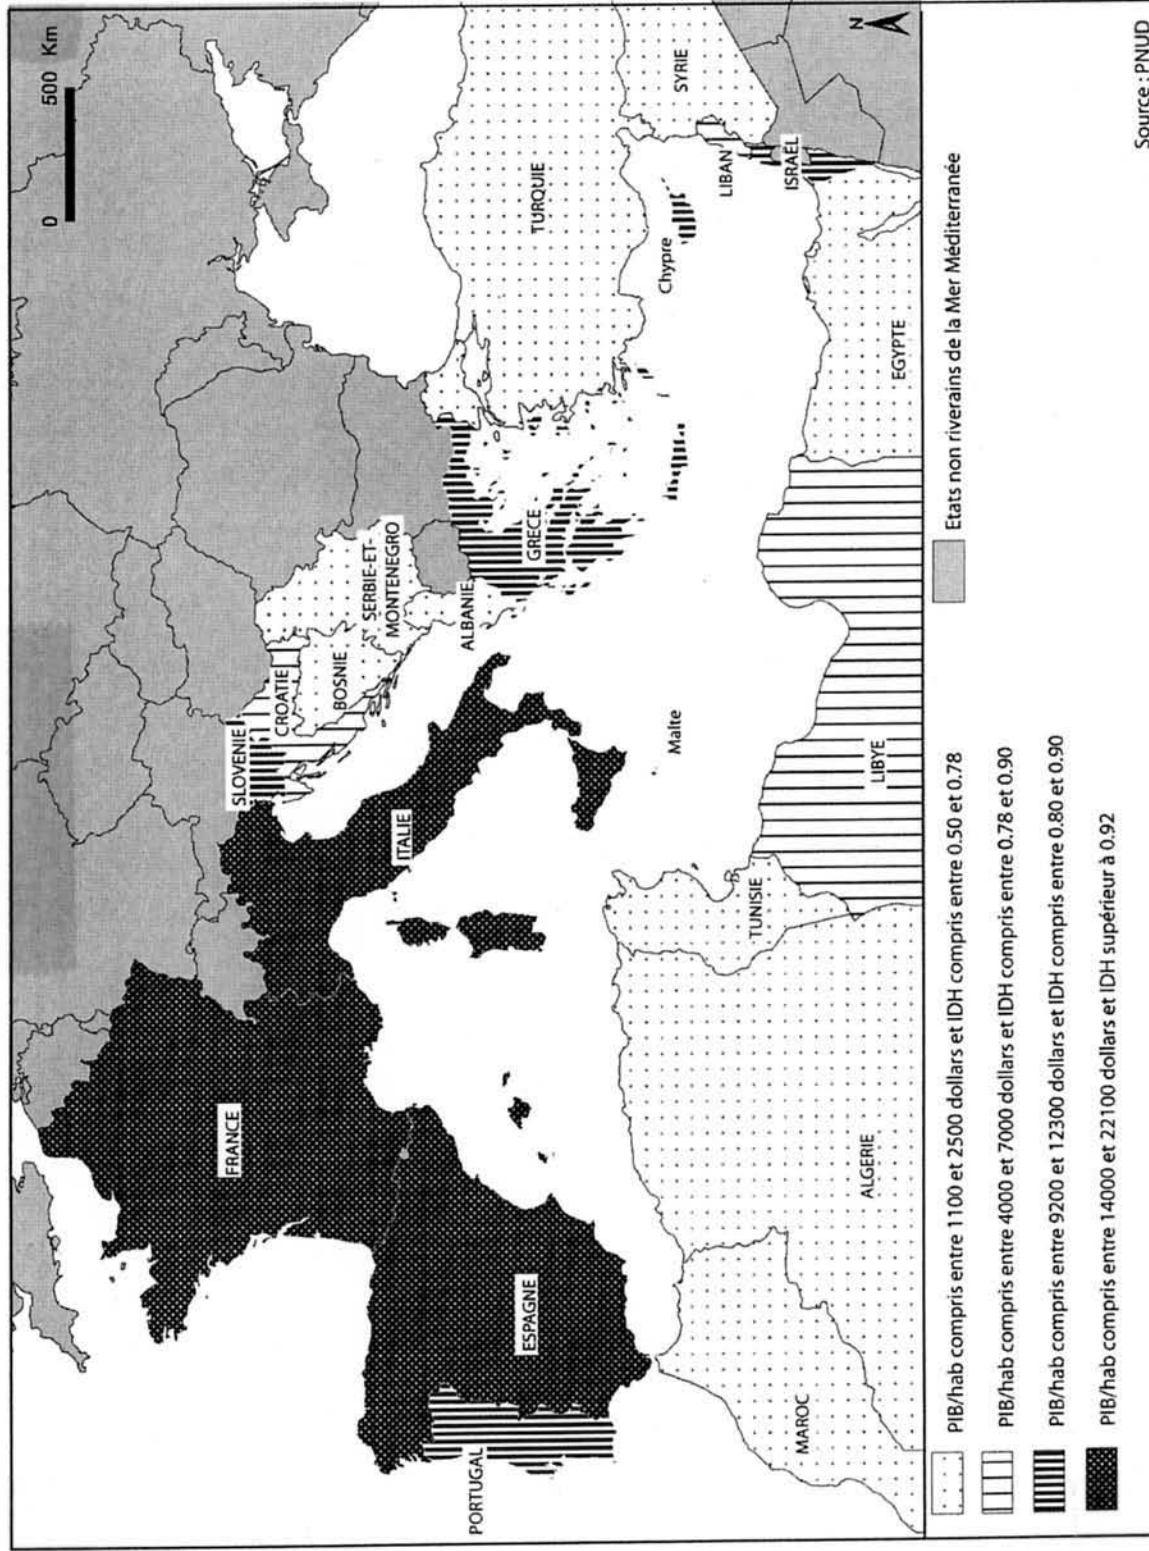 0 500 Km
N
FRANCE
SLOVENIE
CROATIE
BOSNIE
SERBIE-ET-
MONTENEGRO
ITALIE
ALBANIE
GRECE
TURQUIE
SYRIE
Chypre
LIBAN
ISRAËL
PORTUGAL
ESPAGNE
Malte
MAROC
ALGERIE
TUNISIE
LIBYE
EGYPTE
PIB/hab compris entre 1100 et 2500 dollars et IDH compris entre 0.50 et 0.78
PIB/hab compris entre 4000 et 7000 dollars et IDH compris entre 0.78 et 0.90
PIB/hab compris entre 9200 et 12300 dollars et IDH compris entre 0.80 et 0.90
PIB/hab compris entre 14000 et 22100 dollars et IDH supérieur à 0.92
Etats non riverains de la Mer Méditerranée
Source : PNUD